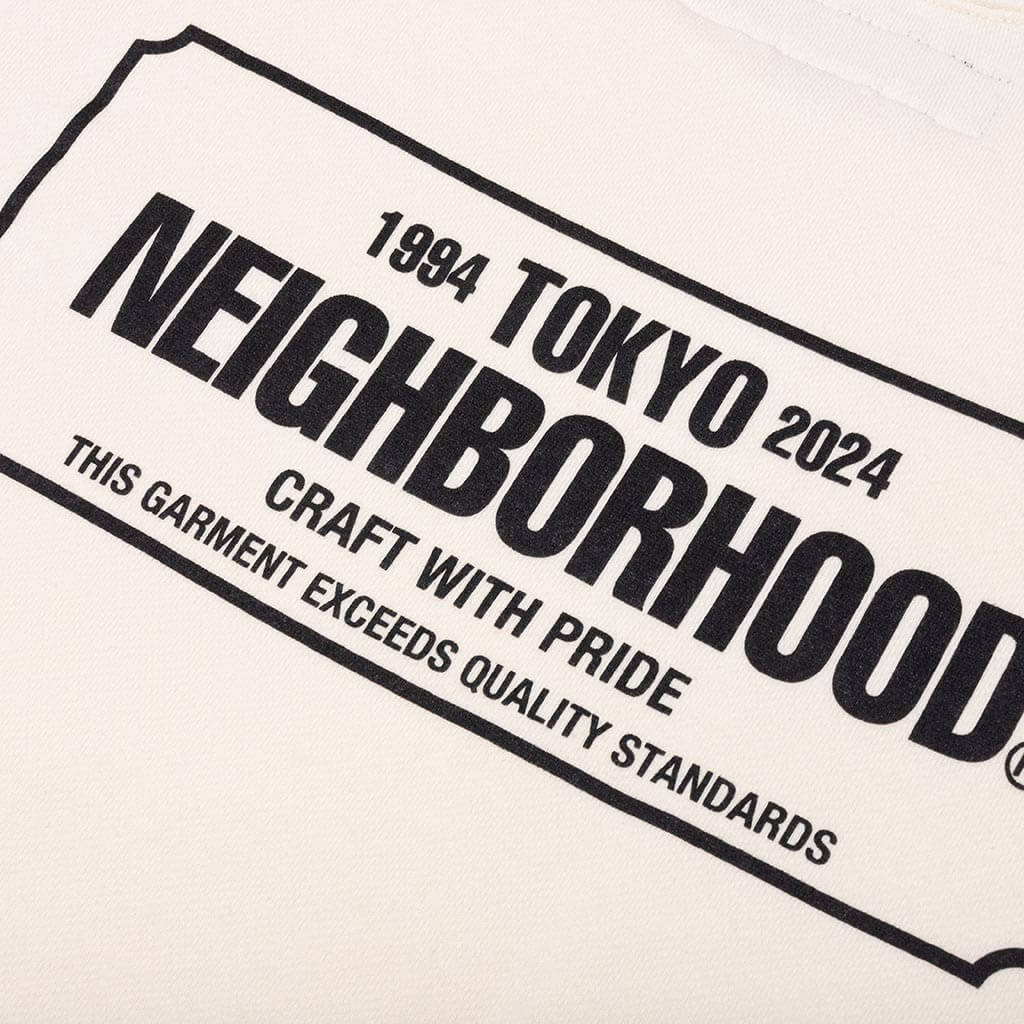 1994 TOKYO 2024
NEIGHBORHOOD®
CRAFT WITH PRIDE
THIS GARMENT EXCEEDS QUALITY STANDARDS